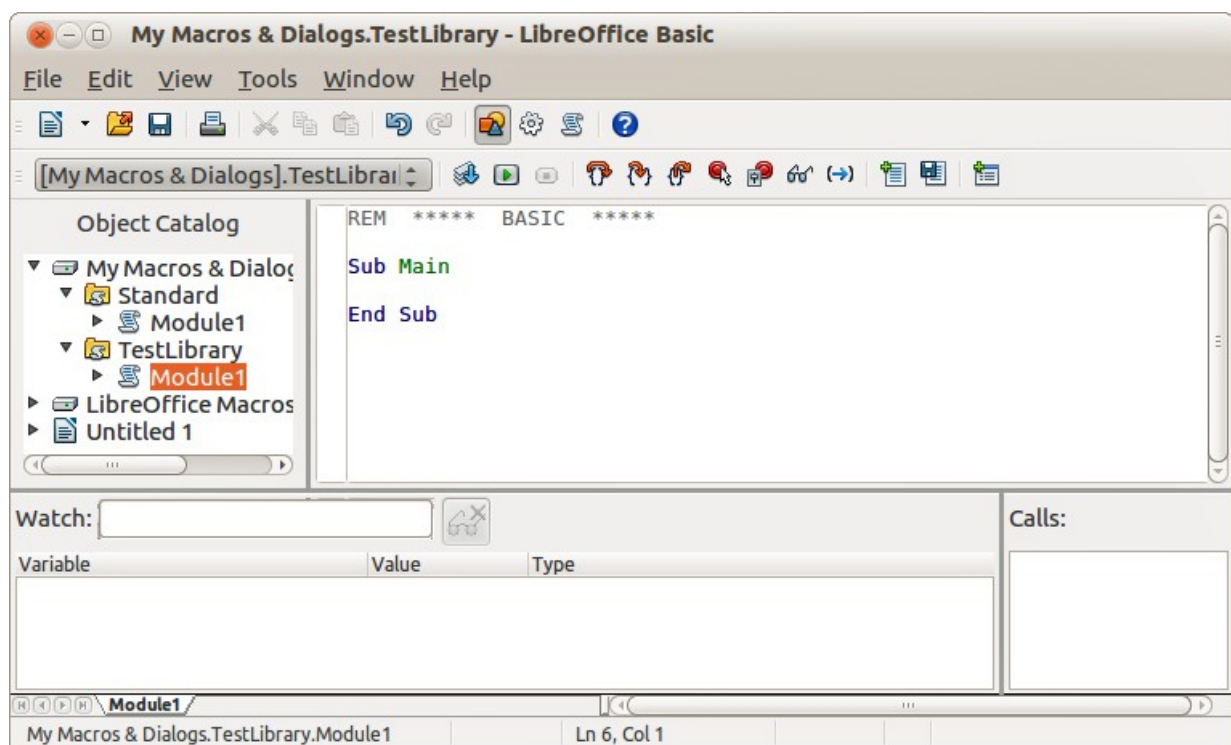 My Macros & Dialogs.TestLibrary - LibreOffice Basic
File Edit View Tools Window Help
[My Macros & Dialogs].TestLibrar
Object Catalog
My Macros & Dialog
Standard
Module1
TestLibrary
Module1
LibreOffice Macros
Untitled 1
REM ***** BASIC *****
Sub Main
End Sub
Watch:
Calls:
Variable Value Type
Module1
My Macros & Dialogs.TestLibrary.Module1 Ln 6, Col 1